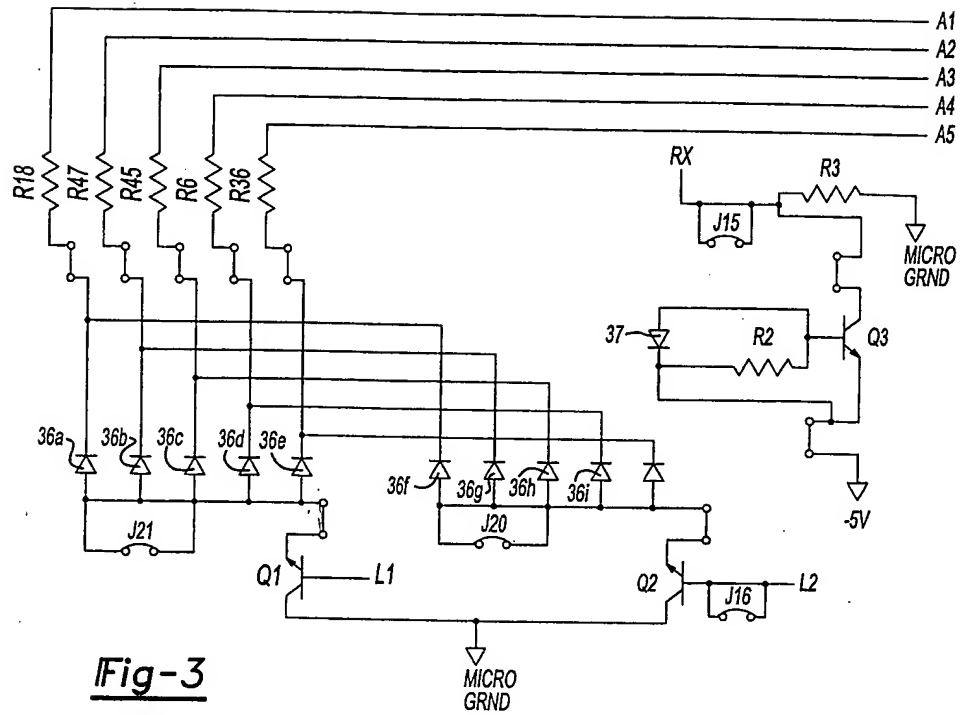 A1
A2
A3
A4
A5
R18
R47
R45
R6
R36
RX
R3
J15
MICRO
GRND
37
R2
Q3
36a
36b
36c
36d
36e
36f
36g
36h
36i
J21
J20
-5V
Q1
L1
Q2
J16
L2
MICRO
GRND
Fig-3